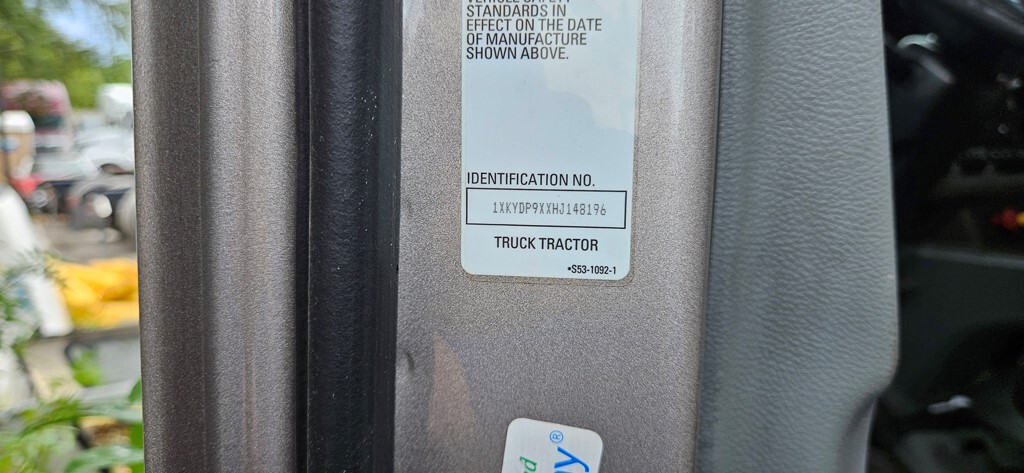 VEHICLE SAFETY
STANDARDS IN
EFFECT ON THE DATE
OF MANUFACTURE
SHOWN ABOVE.
IDENTIFICATION NO.
1XKYDP9XXHJ148196
TRUCK TRACTOR
•S53-1092-1